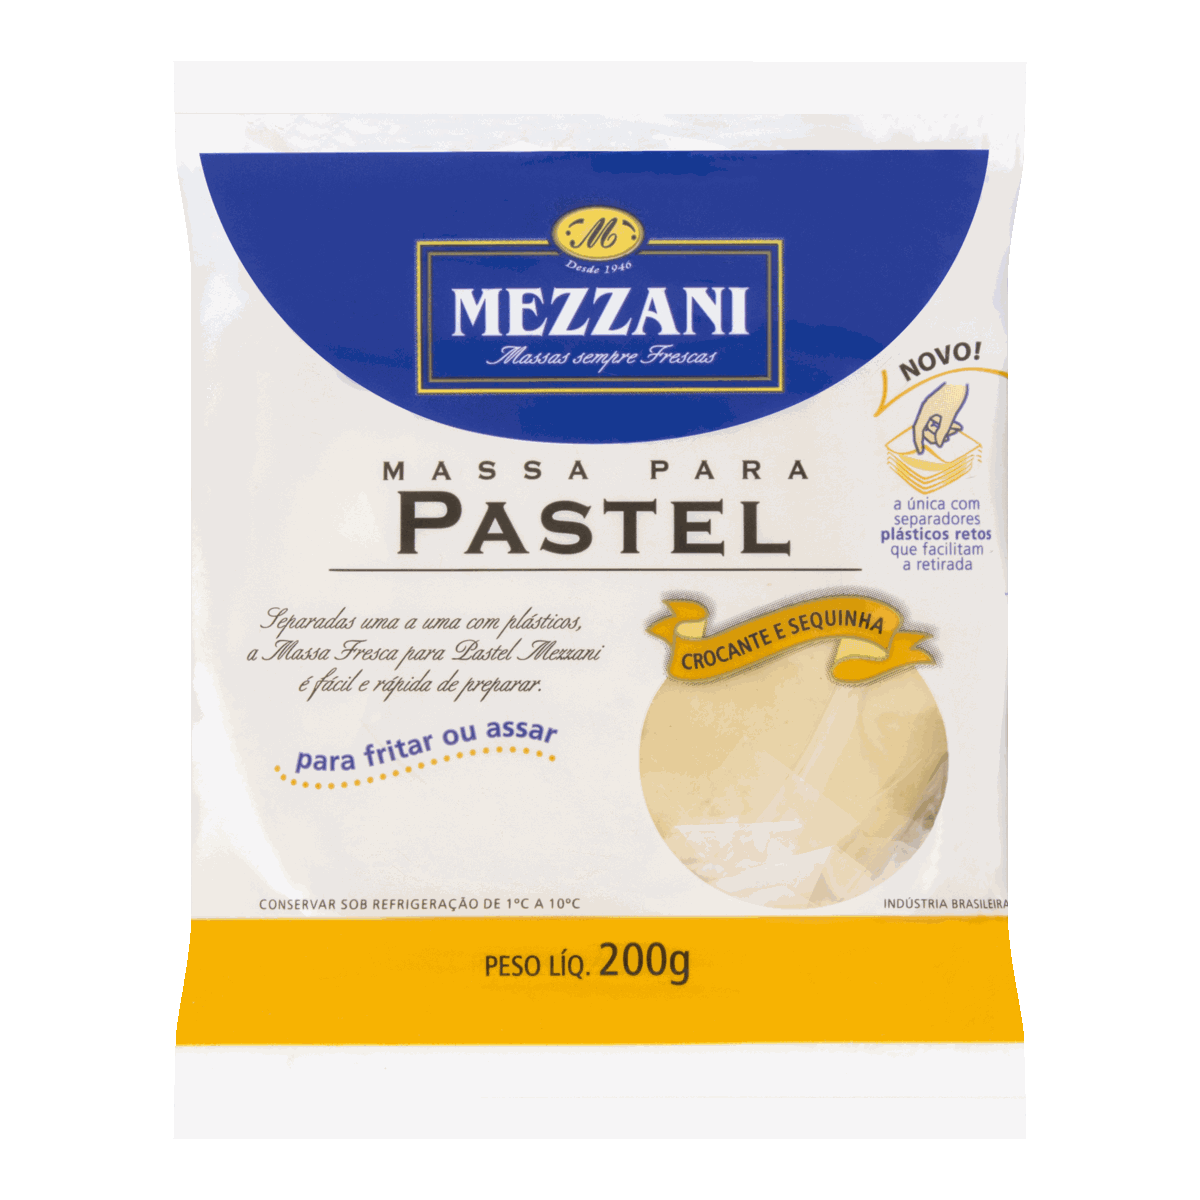 M
Desde 1946
MEZZANI
Massas sempre Frescas
NOVO!
a única com
separadores
plásticos retos
que facilitam
a retirada
MASSA PARA
PASTEL
Separadas uma a uma com plásticos,
a Massa Fresca para Pastel Mezzani
é fácil e rápida de preparar.
para fritar ou assar
CROCANTE E SEQUINHA
CONSERVAR SOB REFRIGERAÇÃO DE 1ºC A 10ºC
INDÚSTRIA BRASILEIRA
PESO LÍQ. 200g